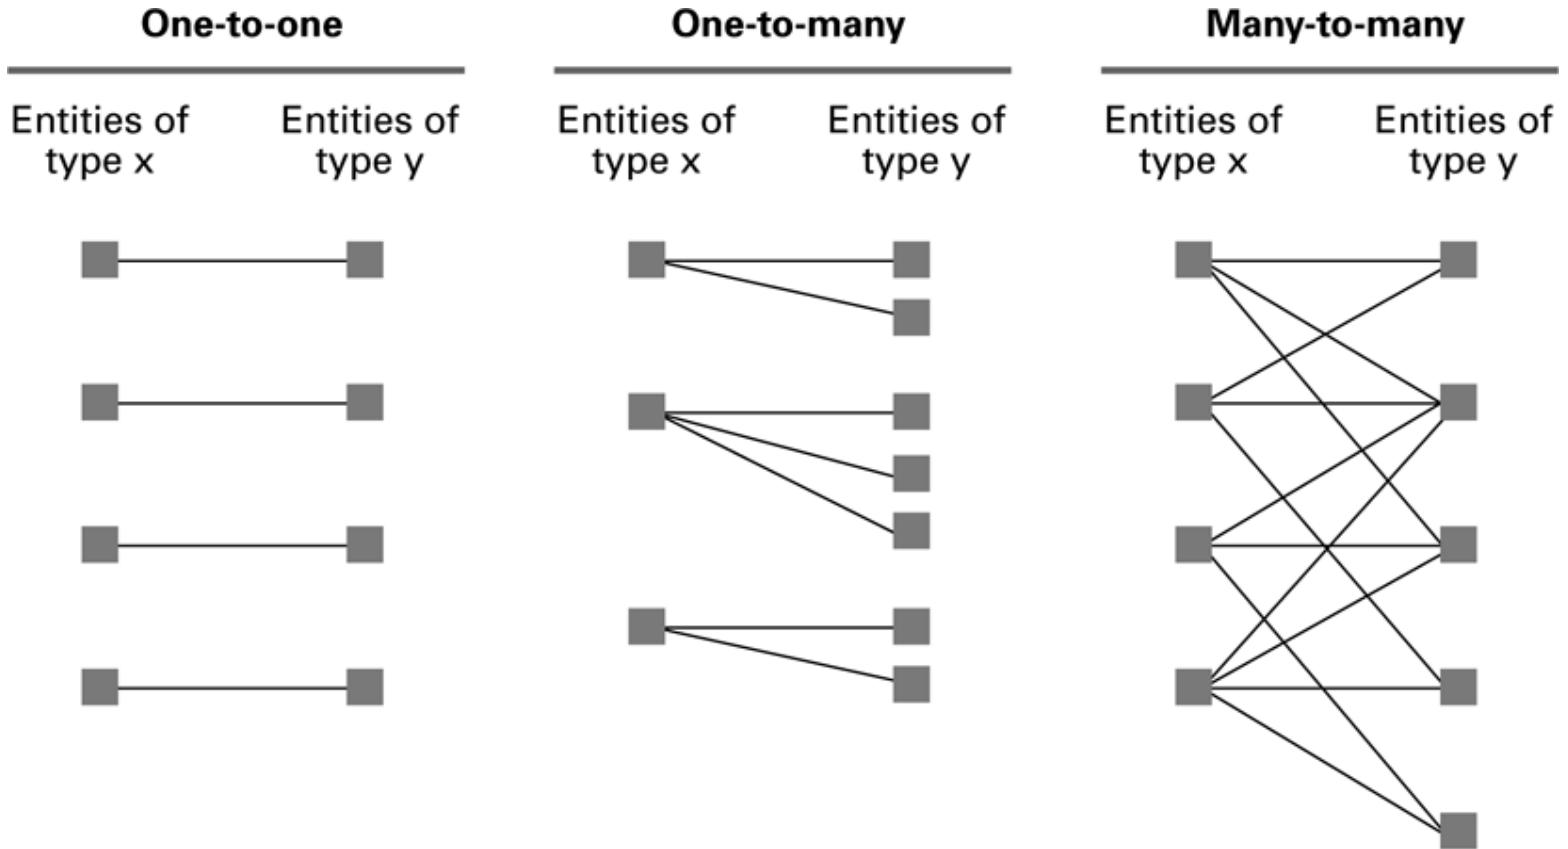 One-to-one
Entities of
type x
Entities of
type y
One-to-many
Entities of
type x
Entities of
type y
Many-to-many
Entities of
type x
Entities of
type y